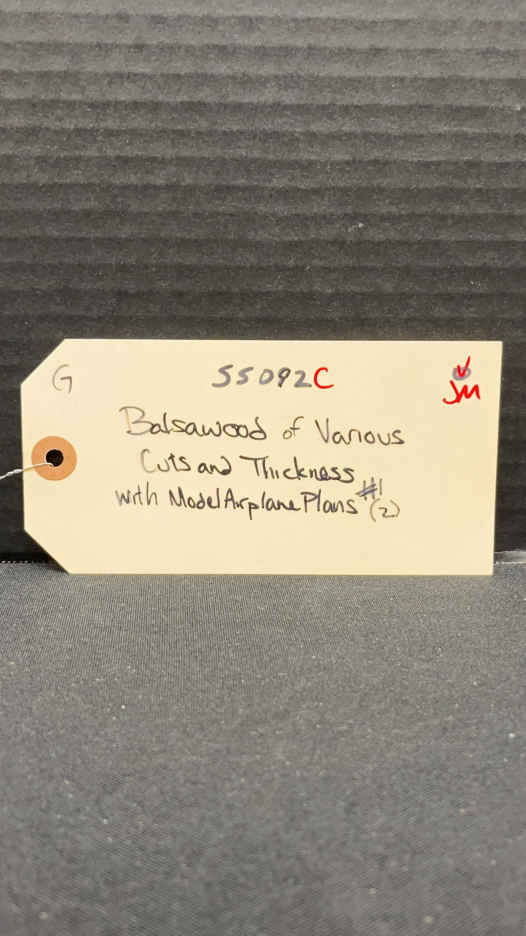 G
55092C
JM
Balsawood of Various
Cuts and Thickness
with Model Airplane Plans #1
(2)